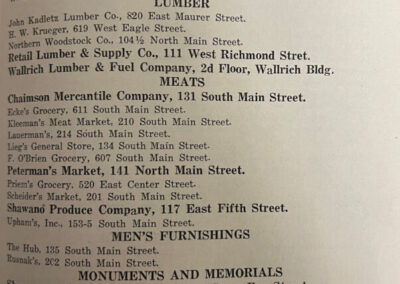 LUMBER
John Kadletz Lumber Co., 820 East Maurer Street.
H. W. Krueger, 619 West Eagle Street.
Northern Woodstock Co., 104½ North Main Street.
Retail Lumber & Supply Co., 111 West Richmond Street.
Wallrich Lumber & Fuel Company, 2d Floor, Wallrich Bldg.
MEATS
Chaimson Mercantile Company, 131 South Main Street.
Ecke's Grocery, 611 South Main Street.
Kleeman's Meat Market, 210 South Main Street.
Lauerman's, 214 South Main Street.
Lieg's General Store, 134 South Main Street.
F. O'Brien Grocery, 607 South Main Street.
Peterman's Market, 141 North Main Street.
Priem's Grocery, 520 East Center Street.
Scheider's Market, 201 South Main Street.
Shawano Produce Company, 117 East Fifth Street.
Upham's, Inc., 153-5 South Main Street.
MEN'S FURNISHINGS
The Hub, 135 South Main Street.
Rusnak's, 202 South Main Street.
MONUMENTS AND MEMORIALS